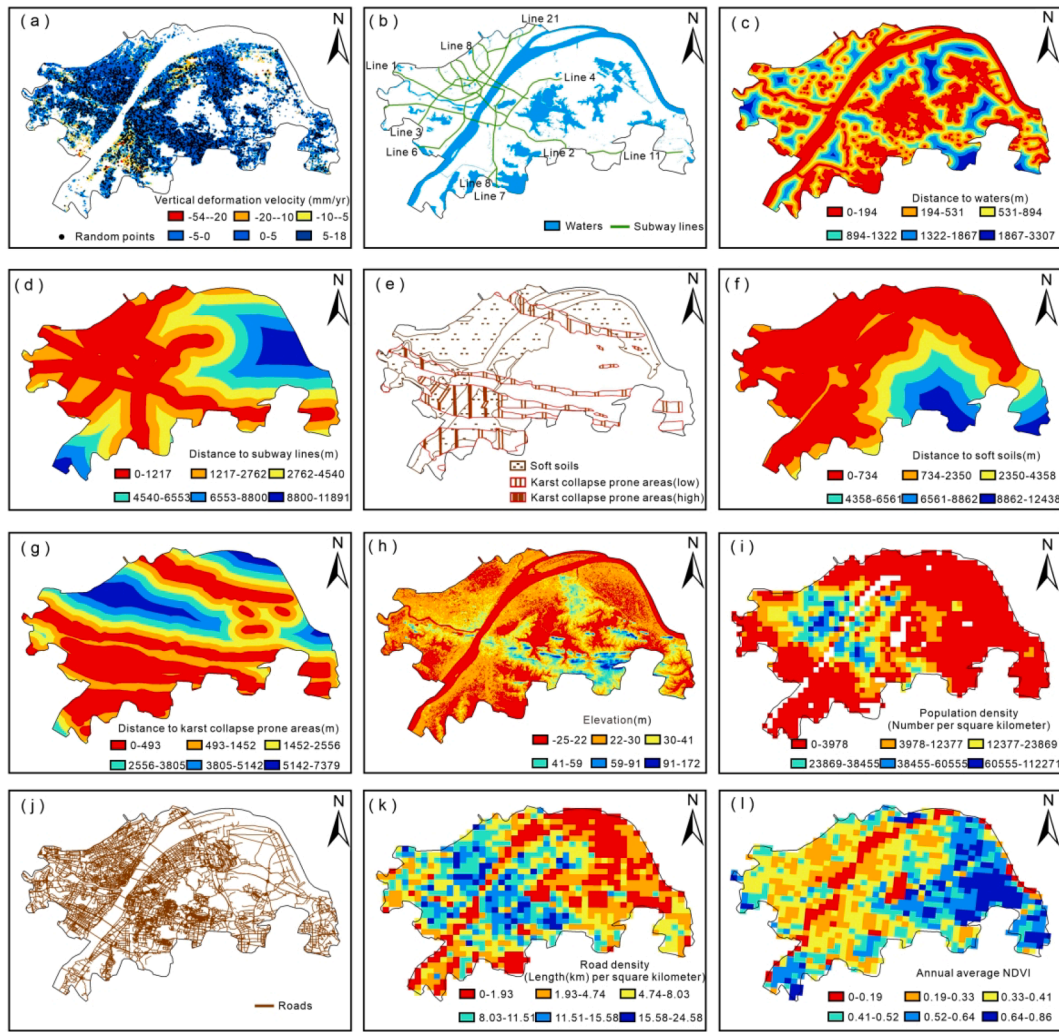 (a)
N
Vertical deformation velocity (mm/yr)
-54--20 -20--10 -10--5
Random points -5-0 0-5 5-18
(b)
N
Line 21
Line 8
Line 1
Line 4
Line 3
Line 6
Line 2 Line 11
Line 8
Line 7
Waters Subway lines
(c)
N
Distance to waters(m)
0-194 194-531 531-894
894-1322 1322-1867 1867-3307
(d)
N
Distance to subway lines(m)
0-1217 1217-2762 2762-4540
4540-6553 6553-8800 8800-11891
(e)
N
Soft soils
Karst collapse prone areas(low)
Karst collapse prone areas(high)
(f)
N
Distance to soft soils(m)
0-734 734-2350 2350-4358
4358-6561 6561-8862 8862-12438
(g)
N
Distance to karst collapse prone areas(m)
0-493 493-1452 1452-2556
2556-3805 3805-5142 5142-7379
(h)
N
Elevation(m)
-25-22 22-30 30-41
41-59 59-91 91-172
(i)
N
Population density
(Number per square kilometer)
0-3978 3978-12377 12377-23869
23869-38455 38455-60555 60555-112271
(j)
N
Roads
(k)
N
Road density
(Length(km) per square kilometer)
0-1.93 1.93-4.74 4.74-8.03
8.03-11.51 11.51-15.58 15.58-24.58
(l)
N
Annual average NDVI
0-0.19 0.19-0.33 0.33-0.41
0.41-0.52 0.52-0.64 0.64-0.86